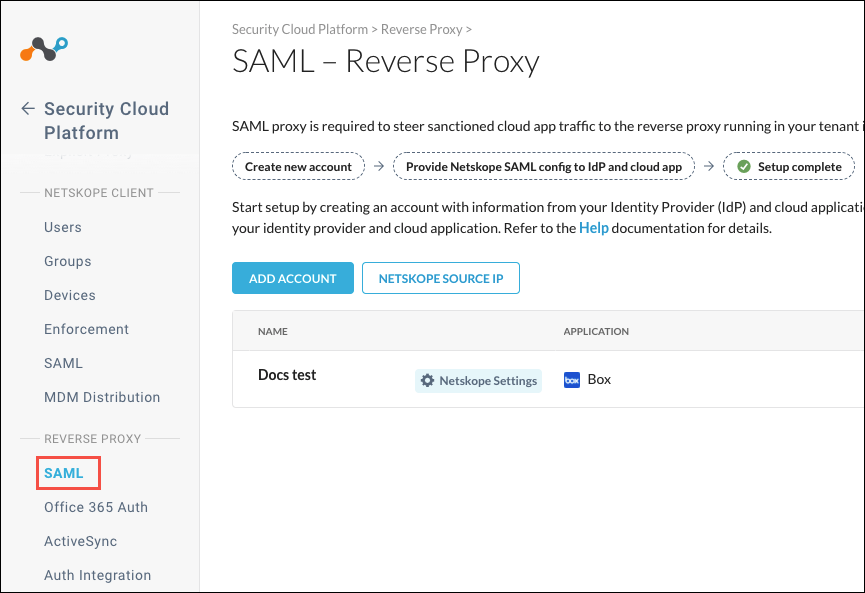 Security Cloud Platform
NETSKOPE CLIENT
Users
Groups
Devices
Enforcement
SAML
MDM Distribution
REVERSE PROXY
SAML
Office 365 Auth
ActiveSync
Auth Integration
Security Cloud Platform > Reverse Proxy >
SAML – Reverse Proxy
SAML proxy is required to steer sanctioned cloud app traffic to the reverse proxy running in your tenant
Create new account → Provide Netskope SAML config to IdP and cloud app → Setup complete
Start setup by creating an account with information from your Identity Provider (IdP) and cloud
your identity provider and cloud application. Refer to the Help documentation for details.
ADD ACCOUNT NETSKOPE SOURCE IP
NAME APPLICATION
Docs test Netskope Settings box Box